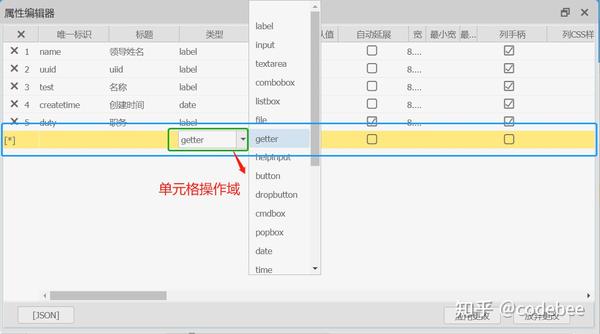 属性编辑器
唯一标识 标题 类型 认值 自动延展 宽 最小宽 最... 列手柄 列CSS样
1 name 领导姓名 label 8....
2 uuid uiid label 8....
3 test 名称 label 8....
4 createtime 创建时间 date 8....
5 duty 职务 label 8....
[*] getter
label
input
textarea
combobox
listbox
file
getter
helpinput
button
dropbutton
cmdbox
popbox
date
time
单元格操作域
[JSON] 应用更改 放弃更改
知乎 @codebee